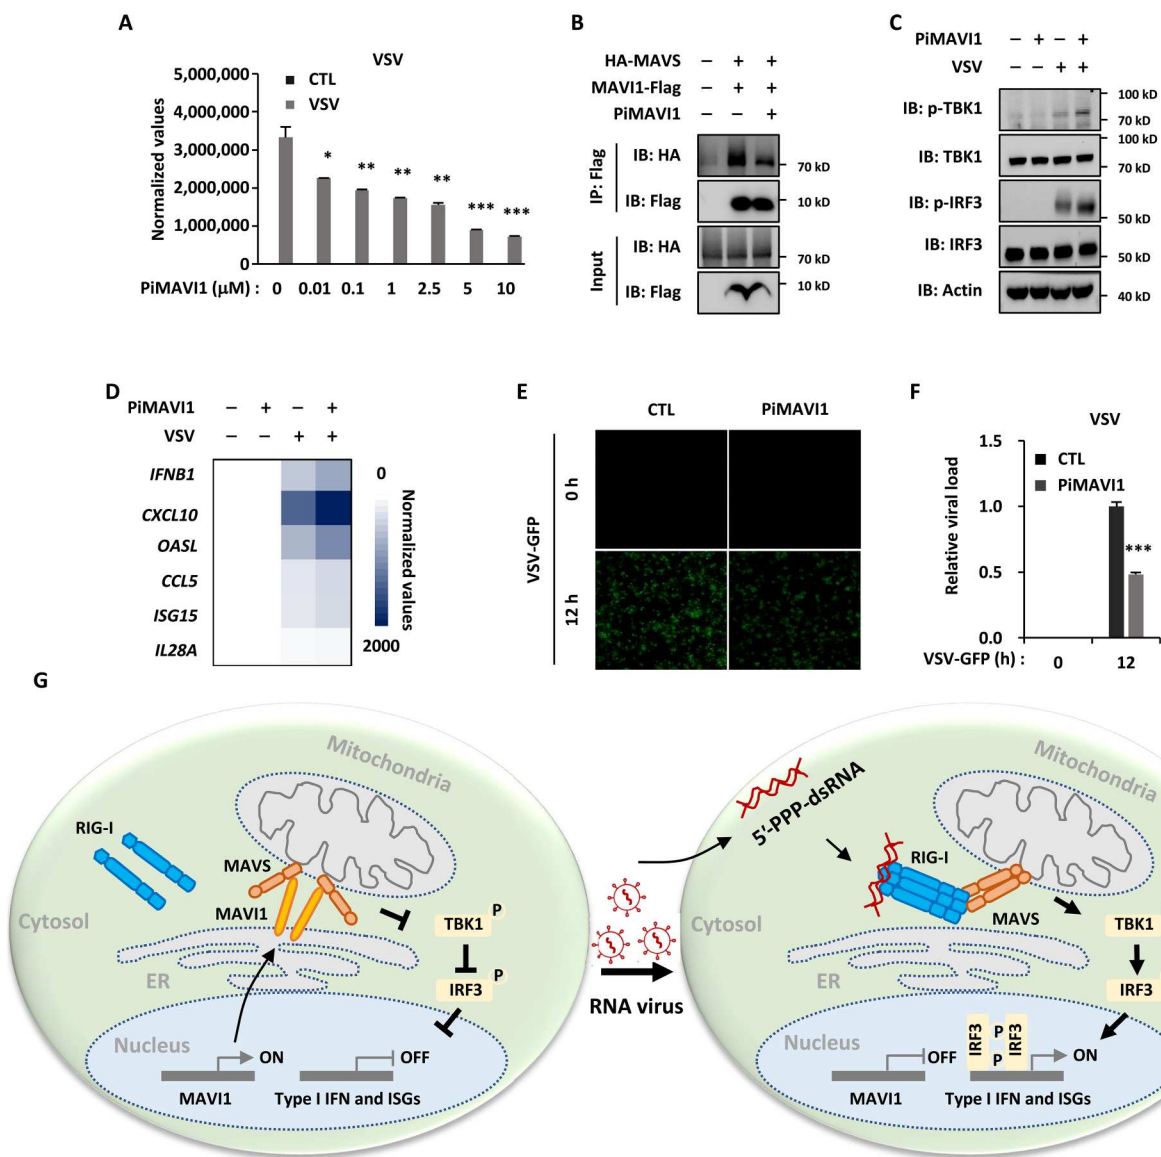 A
VSV
5,000,000
4,000,000
3,000,000
2,000,000
1,000,000
0
Normalized values
CTL
VSV
* ** ** ** *** ***
PiMAVI1 (μM) : 0 0.01 0.1 1 2.5 5 10
B
HA-MAVS – + +
MAVI1-Flag – + +
PiMAVI1 – – +
IP: Flag
IB: HA 70 kD
IB: Flag 10 kD
Input
IB: HA 70 kD
IB: Flag 10 kD
C
PiMAVI1 – + – +
VSV – – + +
100 kD
IB: p-TBK1 70 kD
100 kD
IB: TBK1 70 kD
IB: p-IRF3 50 kD
IB: IRF3 50 kD
IB: Actin 40 kD
D
PiMAVI1 – + – +
VSV – – + +
IFNB1
CXCL10
OASL
CCL5
ISG15
IL28A
0
Normalized values
2000
E
CTL PiMAVI1
VSV-GFP
0 h
12 h
F
VSV
1.5
1.0
0.5
0.0
Relative viral load
CTL
PiMAVI1
***
VSV-GFP (h) : 0 12
G
Mitochondria
RIG-I
MAVS
MAVI1
Cytosol
TBK1 P
IRF3 P
ER
Nucleus
ON
OFF
MAVI1
Type I IFN and ISGs
RNA virus
5'-PPP-dsRNA
Mitochondria
RIG-I
MAVS
Cytosol
TBK1
IRF3
ER
Nucleus
IRF3 P IRF3
P
OFF
ON
MAVI1
Type I IFN and ISGs